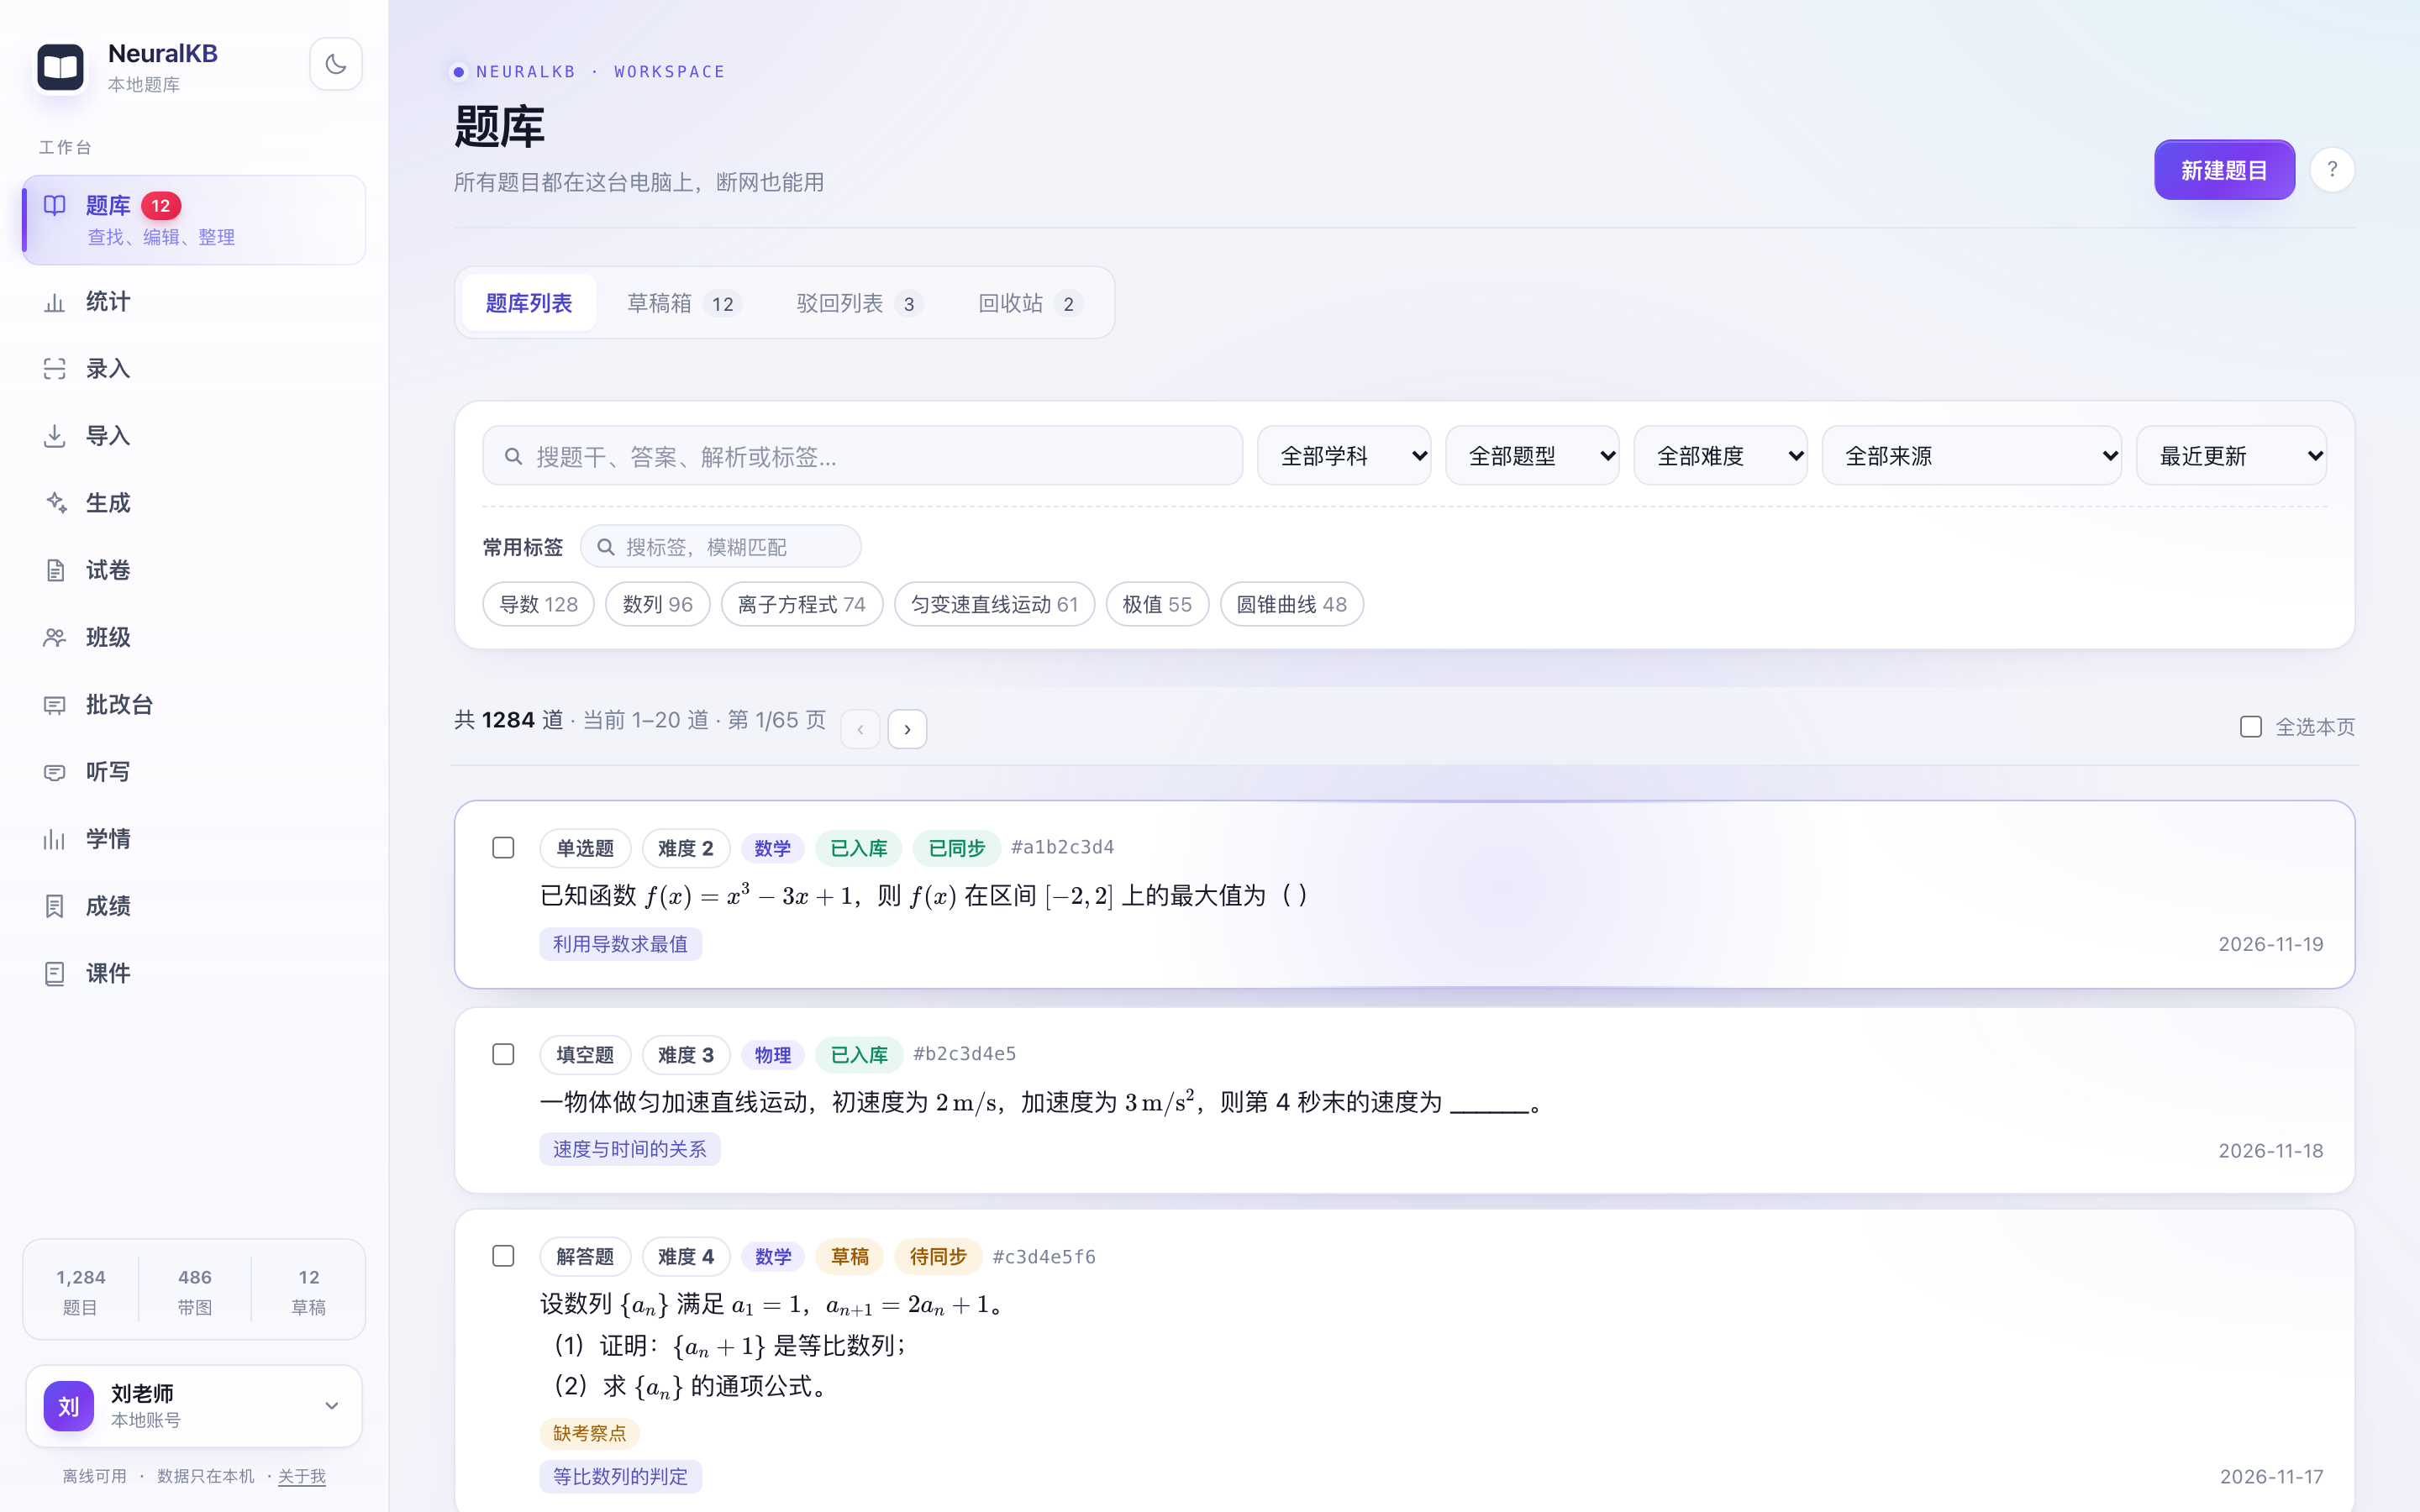 NeuralKB
本地题库
工作台
题库 12
查找、编辑、整理
统计
录入
导入
生成
试卷
班级
批改台
听写
学情
成绩
课件
1,284 486 12
题目 带图 草稿
刘 刘老师
本地账号
离线可用 · 数据只在本机 · 关于我
NEURALKB · WORKSPACE
题库
所有题目都在这台电脑上，断网也能用
新建题目 ?
题库列表 草稿箱 12 驳回列表 3 回收站 2
搜题干、答案、解析或标签... 全部学科 全部题型 全部难度 全部来源 最近更新
常用标签 搜标签，模糊匹配
导数 128 数列 96 离子方程式 74 匀变速直线运动 61 极值 55 圆锥曲线 48
共 1284 道 · 当前 1–20 道 · 第 1/65 页 ‹ › 全选本页
单选题 难度 2 数学 已入库 已同步 #a1b2c3d4
已知函数 f(x) = x³ − 3x + 1，则 f(x) 在区间 [−2, 2] 上的最大值为（ ）
利用导数求最值 2026-11-19
填空题 难度 3 物理 已入库 #b2c3d4e5
一物体做匀加速直线运动，初速度为 2 m/s，加速度为 3 m/s²，则第 4 秒末的速度为 ______。
速度与时间的关系 2026-11-18
解答题 难度 4 数学 草稿 待同步 #c3d4e5f6
设数列 {aₙ} 满足 a₁ = 1，aₙ₊₁ = 2aₙ + 1。
（1）证明：{aₙ + 1} 是等比数列；
（2）求 {aₙ} 的通项公式。
缺考察点
等比数列的判定 2026-11-17